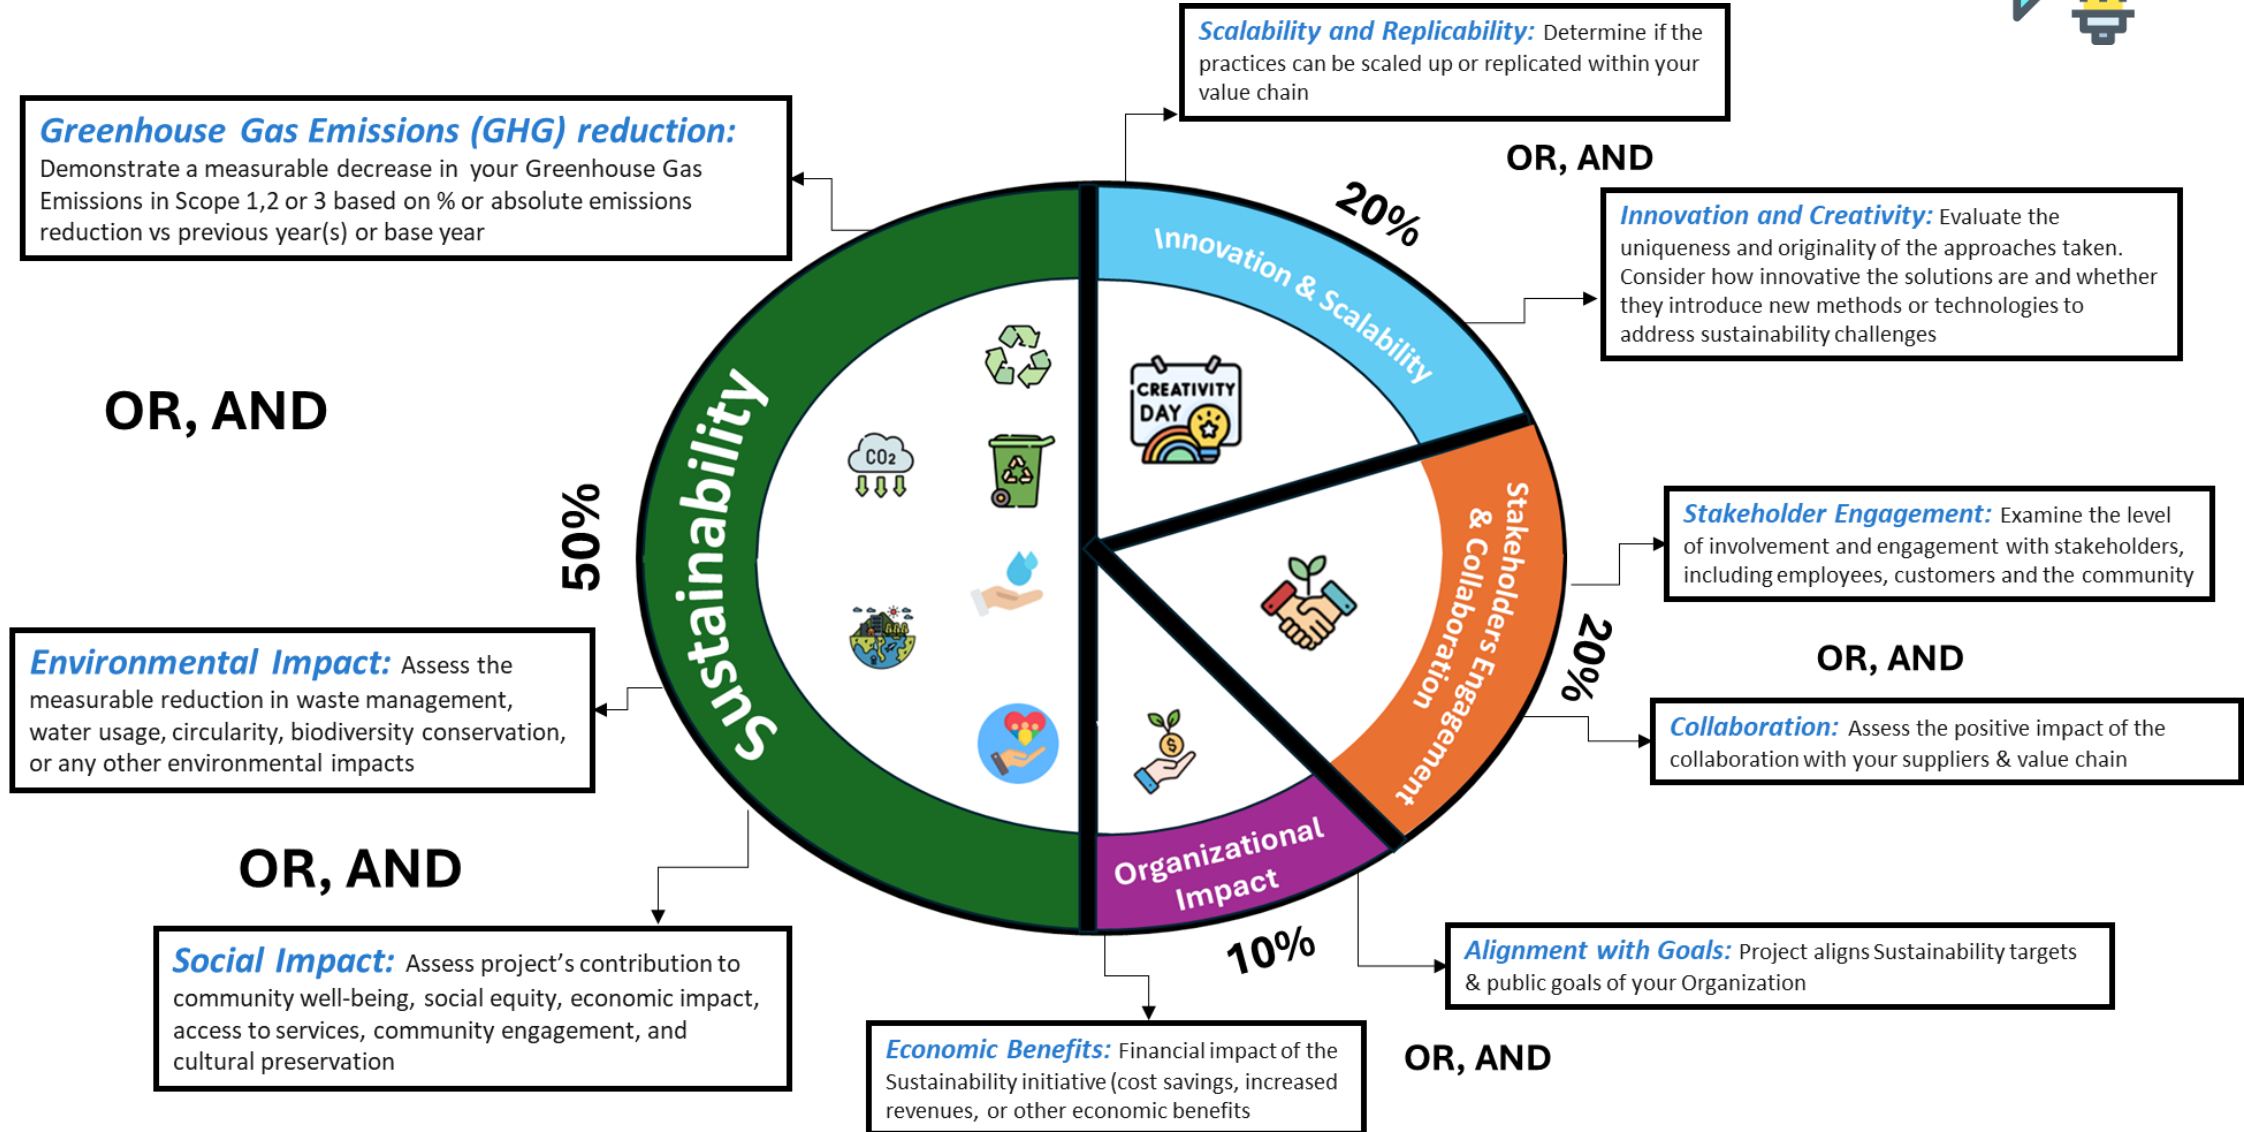 Scalability and Replicability: Determine if the
practices can be scaled up or replicated within your
value chain
OR, AND
Innovation and Creativity: Evaluate the
uniqueness and originality of the approaches taken.
Consider how innovative the solutions are and whether
they introduce new methods or technologies to
address sustainability challenges
20%
Innovation & Scalability
CREATIVITY
DAY
Greenhouse Gas Emissions (GHG) reduction:
Demonstrate a measurable decrease in your Greenhouse Gas
Emissions in Scope 1,2 or 3 based on % or absolute emissions
reduction vs previous year(s) or base year
OR, AND
50%
Sustainability
CO₂
Environmental Impact: Assess the
measurable reduction in waste management,
water usage, circularity, biodiversity conservation,
or any other environmental impacts
OR, AND
Social Impact: Assess project’s contribution to
community well-being, social equity, economic impact,
access to services, community engagement, and
cultural preservation
Stakeholders Engagement
& Collaboration
20%
Stakeholder Engagement: Examine the level
of involvement and engagement with stakeholders,
including employees, customers and the community
OR, AND
Collaboration: Assess the positive impact of the
collaboration with your suppliers & value chain
$
Organizational
Impact
10%
Alignment with Goals: Project aligns Sustainability targets
& public goals of your Organization
OR, AND
Economic Benefits: Financial impact of the
Sustainability initiative (cost savings, increased
revenues, or other economic benefits